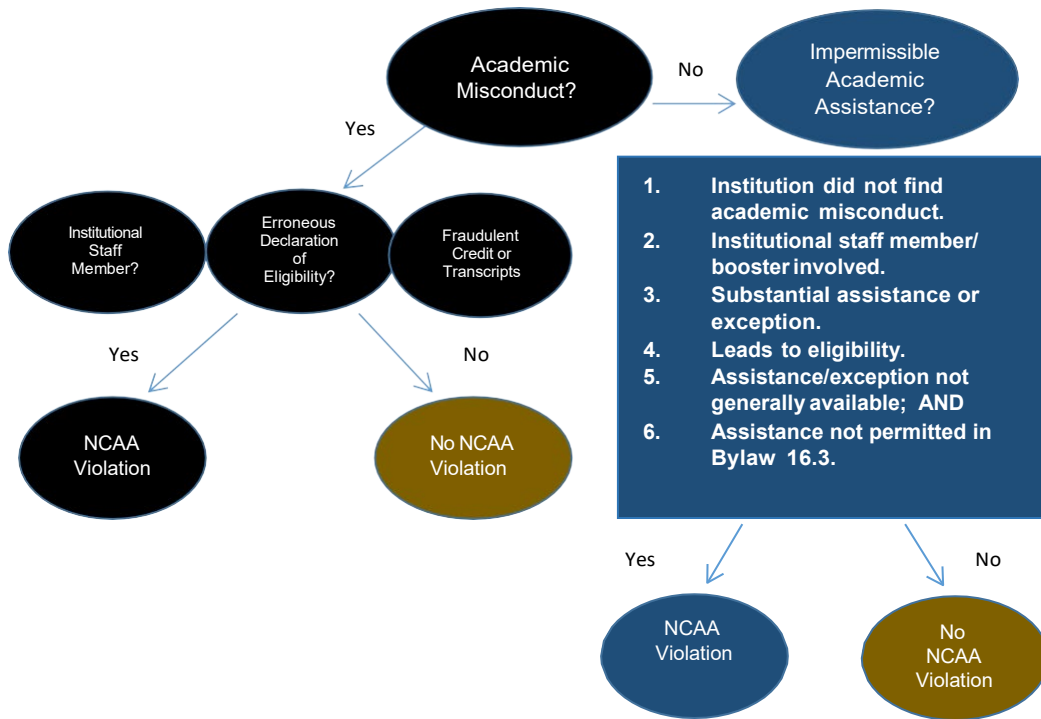 Academic
Misconduct?
No
Impermissible
Academic
Assistance?
Yes
Institutional
Staff
Member?
Erroneous
Declaration
of
Eligibility?
Fraudulent
Credit or
Transcripts
1. Institution did not find
academic misconduct.
2. Institutional staff member/
booster involved.
3. Substantial assistance or
exception.
4. Leads to eligibility.
5. Assistance/exception not
generally available; AND
6. Assistance not permitted in
Bylaw 16.3.
Yes
No
NCAA
Violation
No NCAA
Violation
Yes
No
NCAA
Violation
No
NCAA
Violation